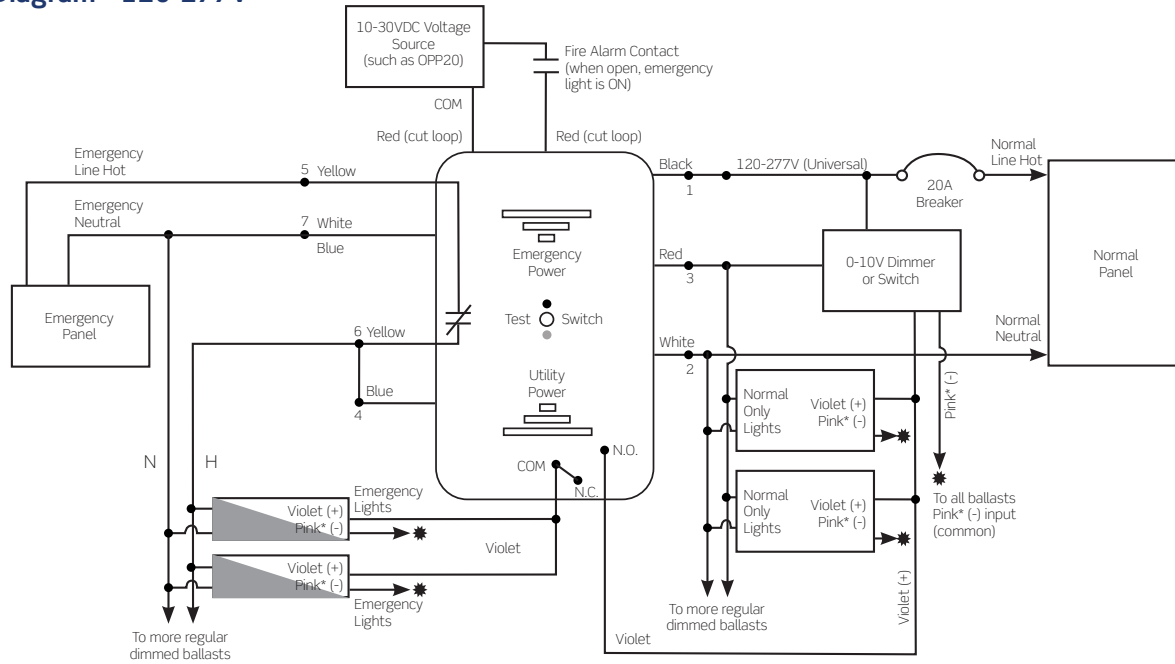 Diagram - 120-277V
10-30VDC Voltage
Source
(such as OPP20)
Fire Alarm Contact
(when open, emergency
light is ON)
COM
Red (cut loop)
Red (cut loop)
Emergency
Line Hot
5 Yellow
Emergency
Neutral
7 White
Blue
Emergency
Panel
6 Yellow
Blue
4
N
H
Emergency
Power
Test
Switch
Utility
Power
COM
N.O.
N.C.
Black
1
120-277V (Universal)
20A
Breaker
Normal
Line Hot
Normal
Panel
Red
3
0-10V Dimmer
or Switch
White
2
Normal
Neutral
Normal
Only
Lights
Violet (+)
Pink* (-)
Pink* (-)
Normal
Only
Lights
Violet (+)
Pink* (-)
To all ballasts
Pink* (-) input
(common)
Violet (+)
To more regular
dimmed ballasts
Violet
Emergency
Lights
Violet (+)
Pink* (-)
Violet
Violet (+)
Pink* (-)
Emergency
Lights
To more regular
dimmed ballasts